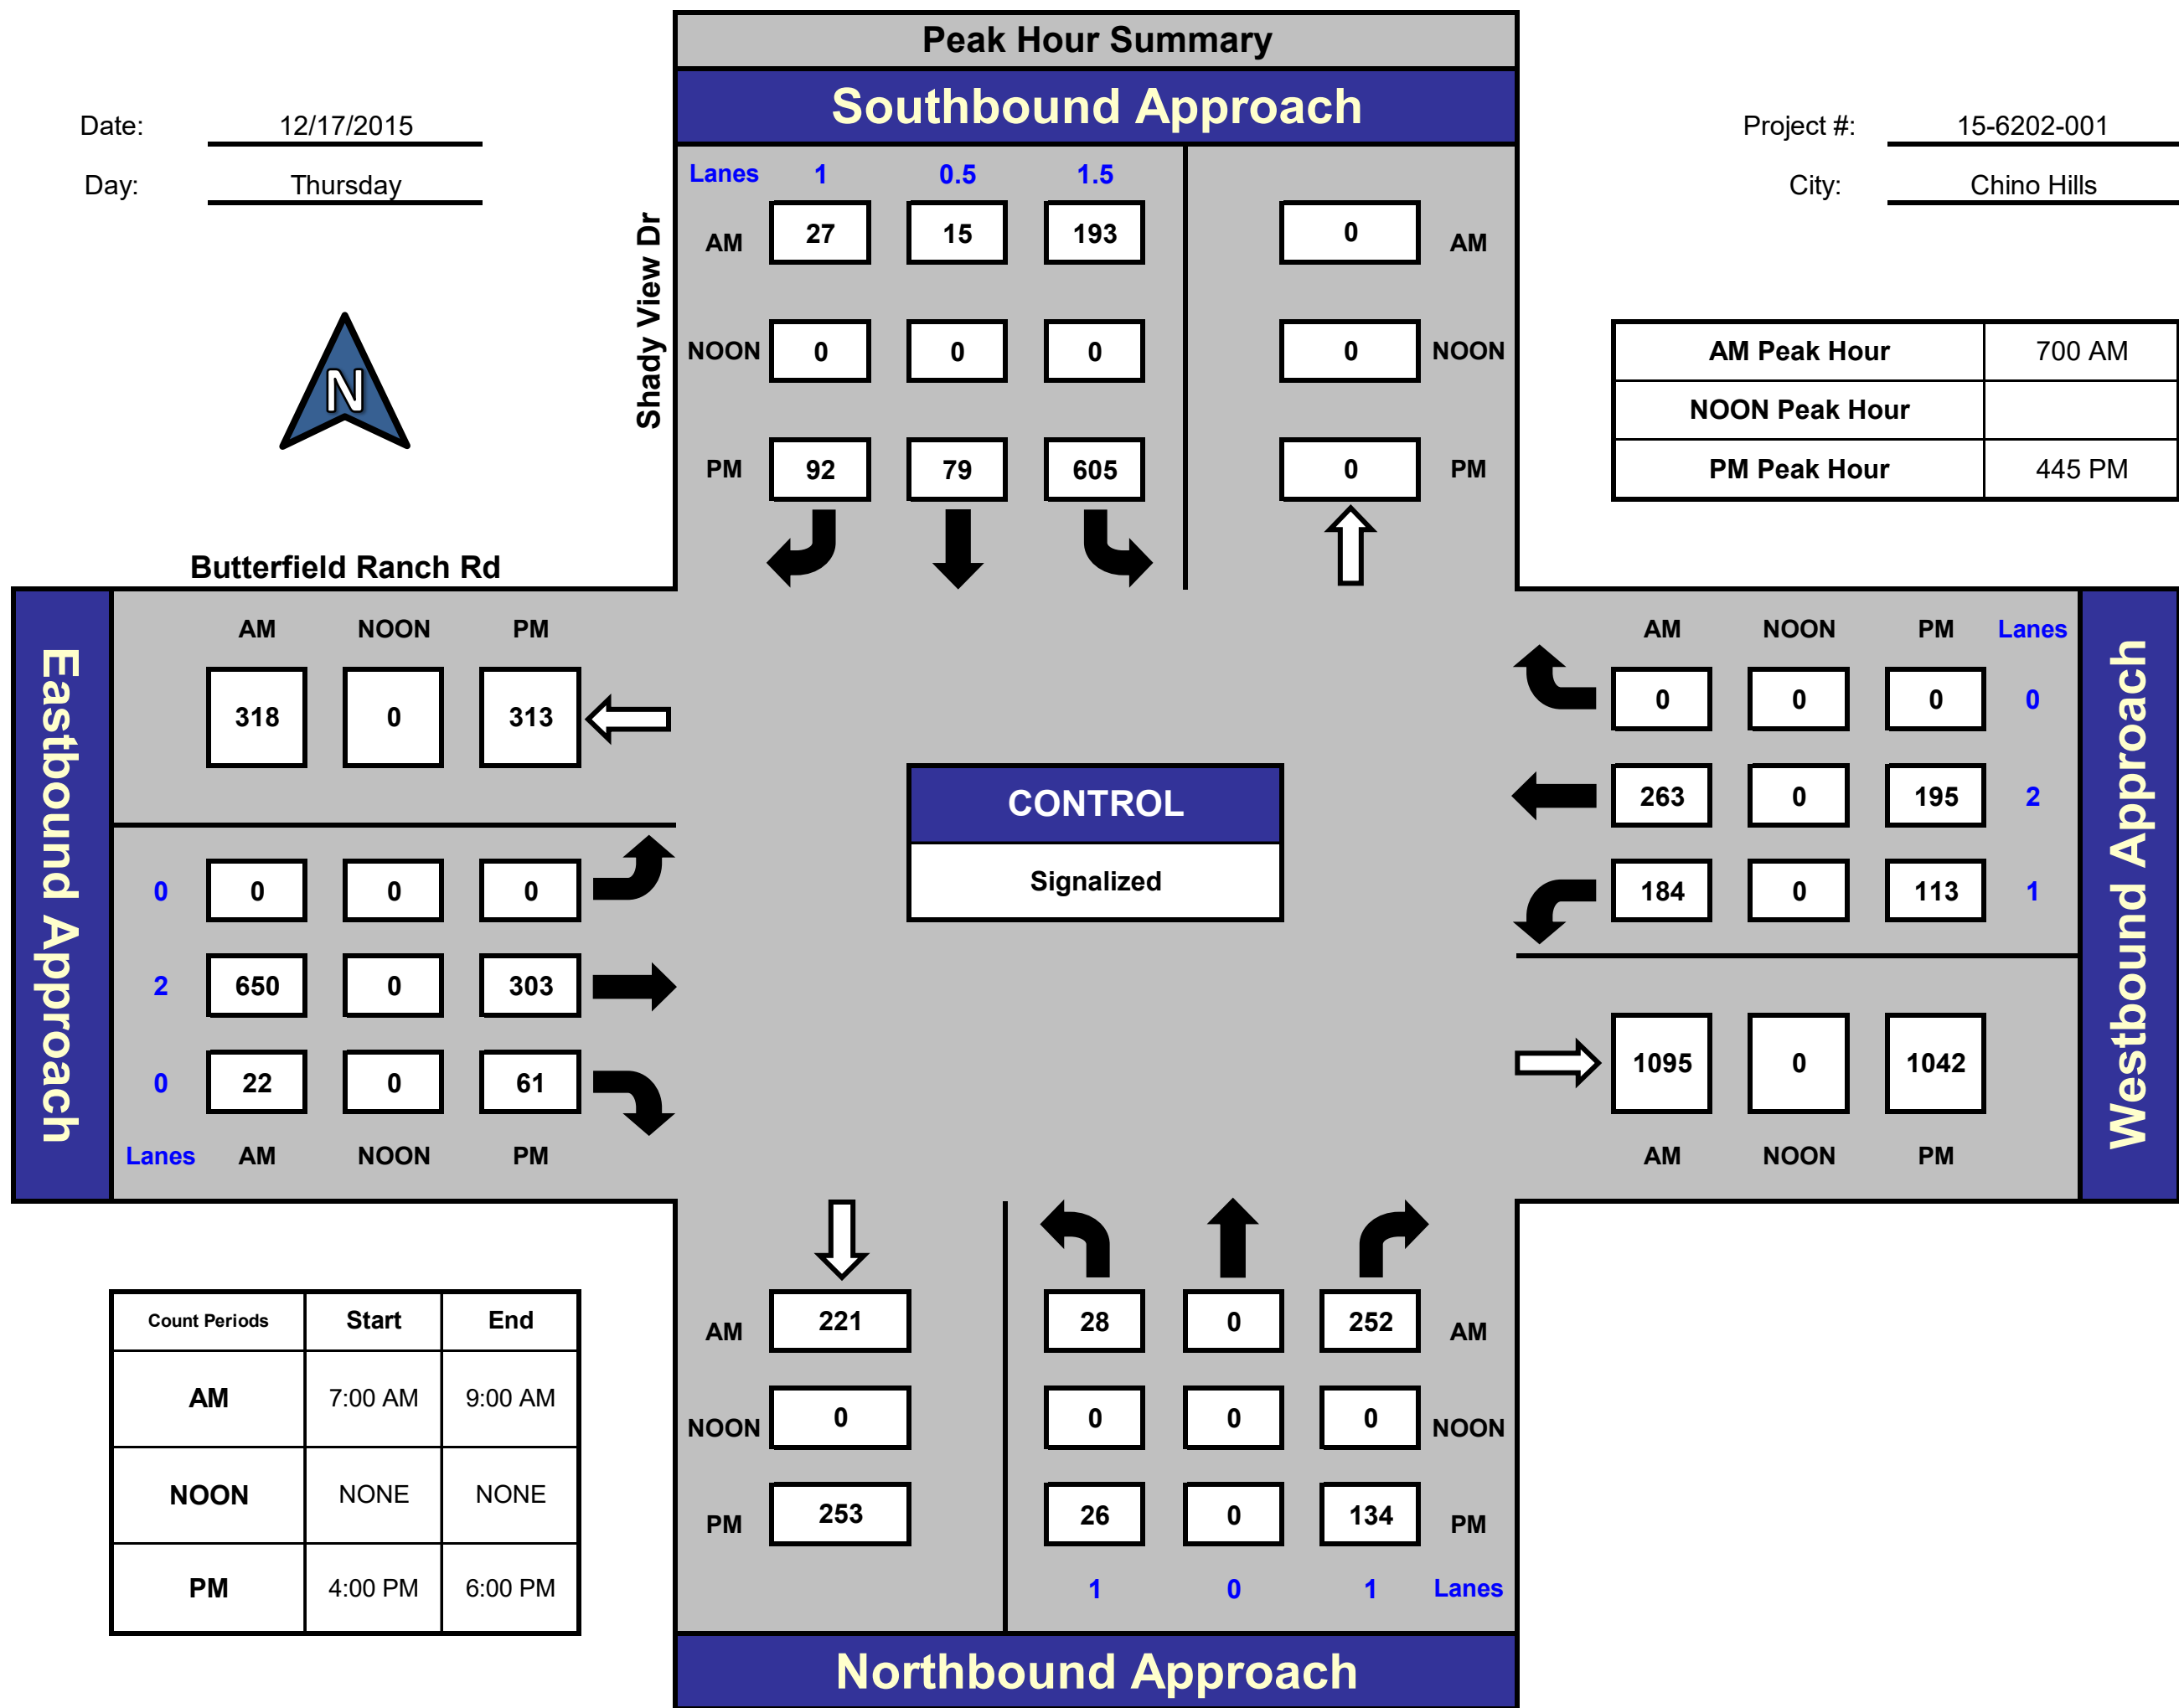 Peak Hour Summary
Southbound Approach
Date: 12/17/2015
Day: Thursday
Project #: 15-6202-001
City: Chino Hills
N
Shady View Dr
Lanes 1 0.5 1.5
AM 27 15 193 0 AM
NOON 0 0 0 0 NOON
PM 92 79 605 0 PM
AM Peak Hour 700 AM
NOON Peak Hour
PM Peak Hour 445 PM
Butterfield Ranch Rd
Eastbound Approach
AM NOON PM
318 0 313
0 0 0 0
2 650 0 303
0 22 0 61
Lanes AM NOON PM
CONTROL
Signalized
AM NOON PM Lanes
0 0 0 0
263 0 195 2
184 0 113 1
1095 0 1042
AM NOON PM
Westbound Approach
Count Periods Start End
AM 7:00 AM 9:00 AM
NOON NONE NONE
PM 4:00 PM 6:00 PM
AM 221 28 0 252 AM
NOON 0 0 0 0 NOON
PM 253 26 0 134 PM
1 0 1 Lanes
Northbound Approach